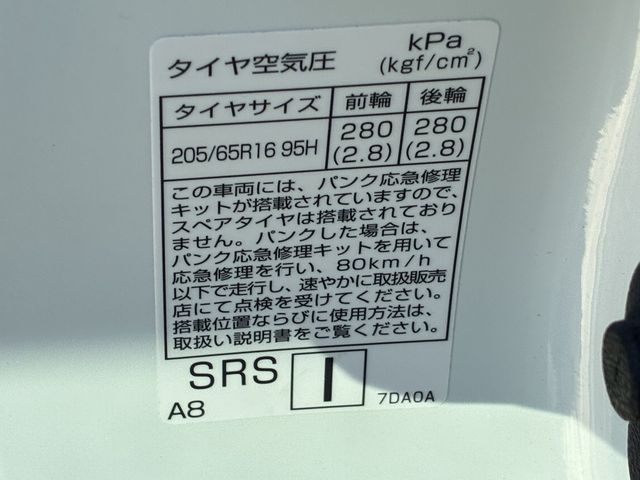 タイヤ空気圧 kPa
(kgf/cm²)
タイヤサイズ 前輪 後輪
205/65R16 95H 280 280
(2.8) (2.8)
この車両には、パンク応急修理
キットが搭載されていますので、
スペアタイヤは搭載されており
ません。パンクした場合は、
パンク応急修理キットを用いて
応急修理を行い、80km/h
以下で走行し、速やかに取扱販売
店にて点検を受けてください。
搭載位置ならびに使用方法は、
取扱い説明書をご覧ください。
SRS I
A8 7DA0A